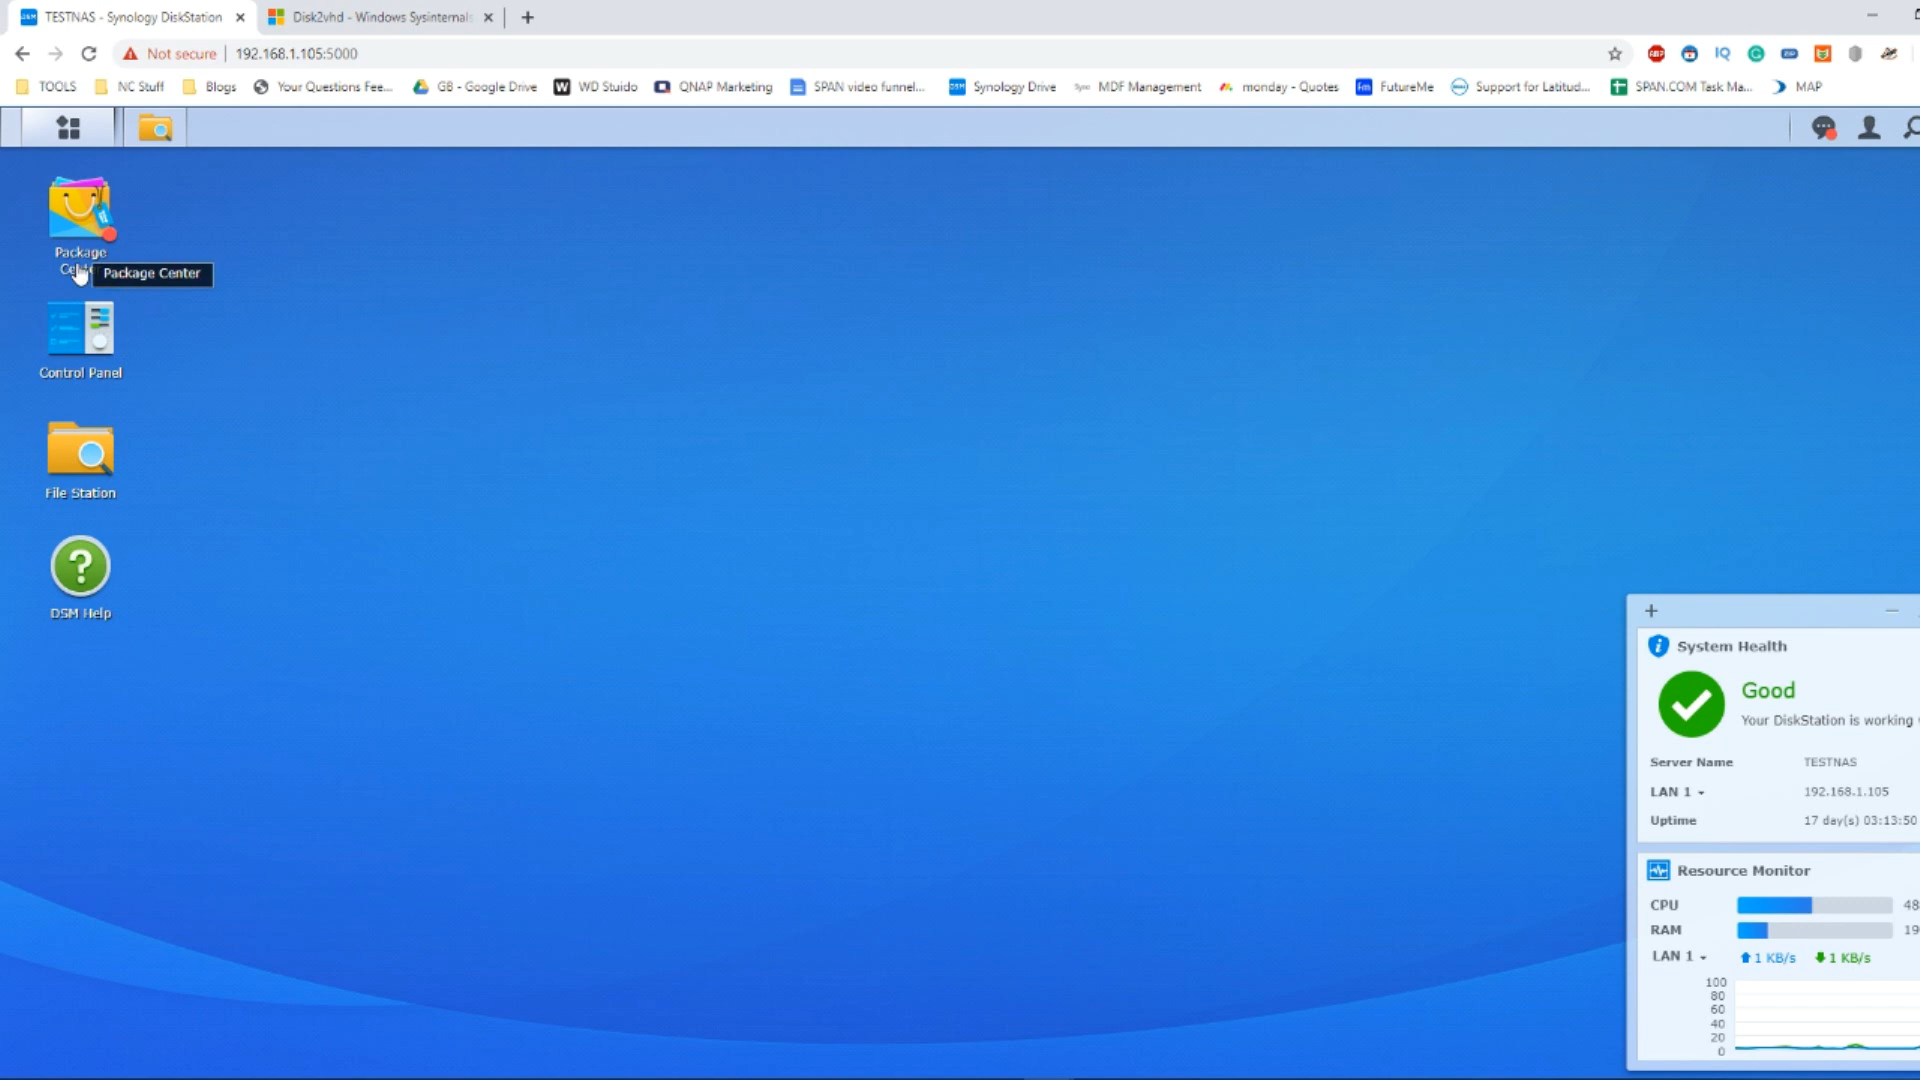 TESTNAS - Synology DiskStation
Disk2vhd - Windows Sysinternals
Not secure
192.168.1.105:5000
TOOLS
NC Stuff
Blogs
Your Questions Fee...
GB - Google Drive
WD Stuido
QNAP Marketing
SPAN video funnel...
Synology Drive
MDF Management
monday - Quotes
FutureMe
Support for Latitud...
SPAN.COM Task Ma...
MAP
Package
Package Center
Control Panel
File Station
DSM Help
System Health
Good
Your DiskStation is working
Server Name TESTNAS
LAN 1 192.168.1.105
Uptime 17 day(s) 03:13:50
Resource Monitor
CPU 48
RAM 19
LAN 1 1 KB/s 1 KB/s
100
80
60
40
20
0